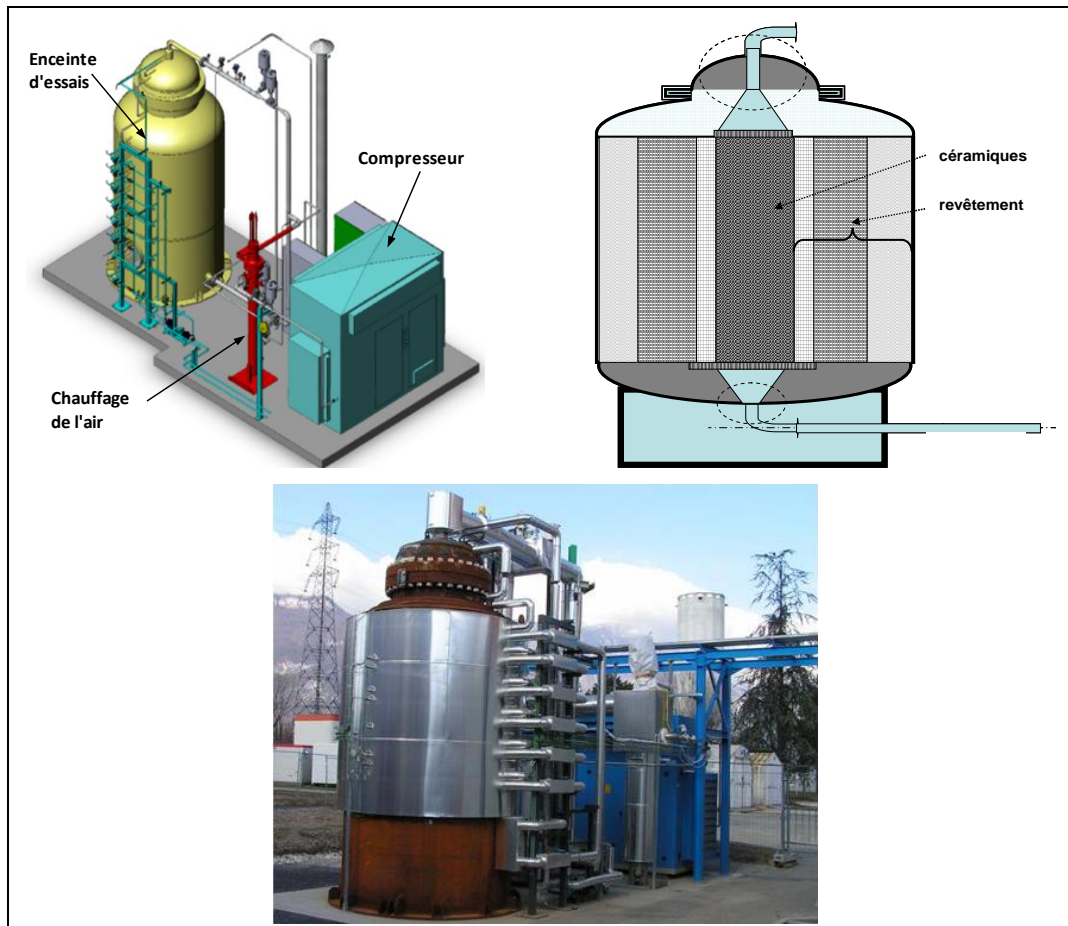 Enceinte
d'essais
Compresseur
Chauffage
de l'air
céramiques
revêtement